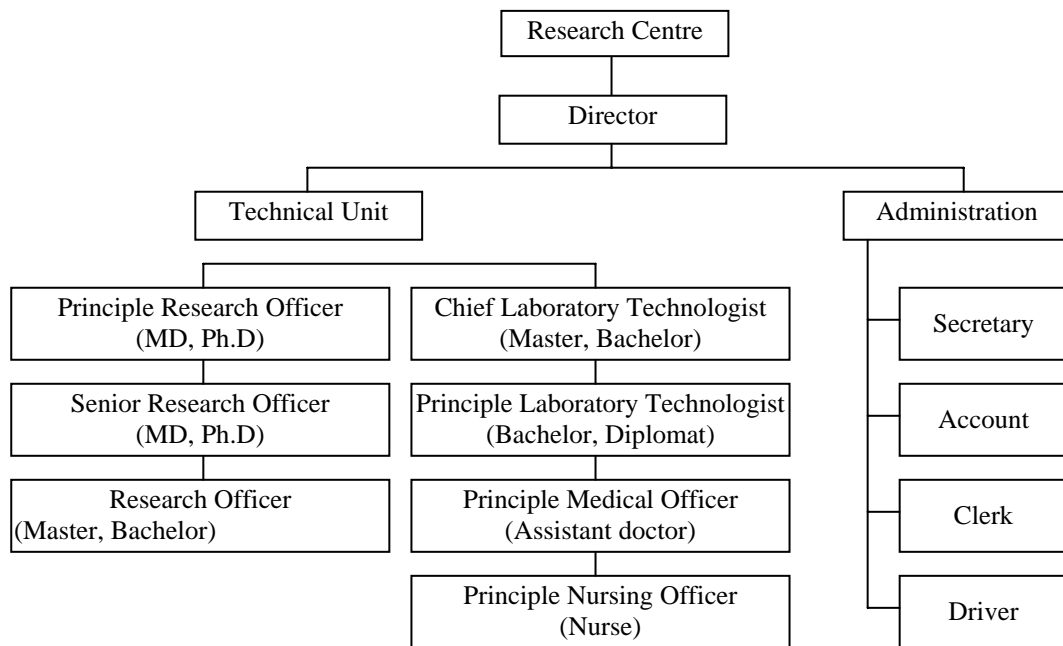 Research Centre
Director
Technical Unit
Administration
Principle Research Officer
(MD, Ph.D)
Senior Research Officer
(MD, Ph.D)
Research Officer
(Master, Bachelor)
Chief Laboratory Technologist
(Master, Bachelor)
Principle Laboratory Technologist
(Bachelor, Diplomat)
Principle Medical Officer
(Assistant doctor)
Principle Nursing Officer
(Nurse)
Secretary
Account
Clerk
Driver